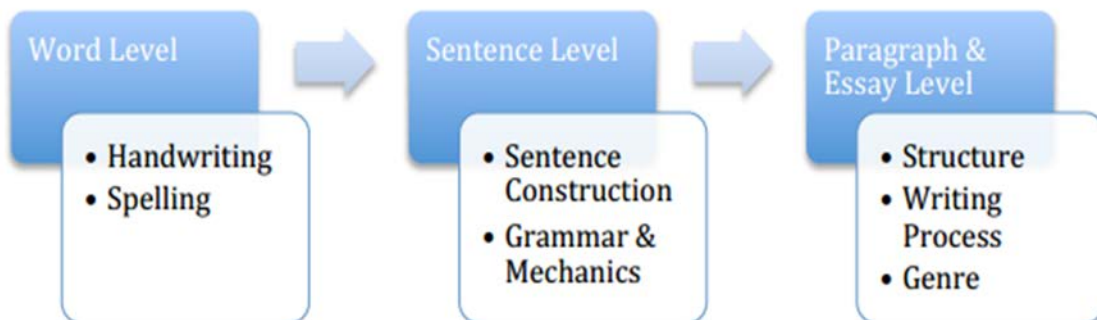 Word Level
• Handwriting
• Spelling
Sentence Level
• Sentence
Construction
• Grammar &
Mechanics
Paragraph &
Essay Level
• Structure
• Writing
Process
• Genre